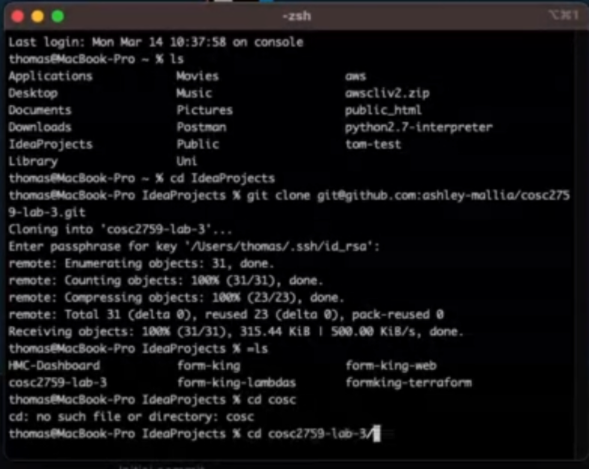 -zsh
⌥⌘1
Last login: Mon Mar 14 10:37:58 on console
thomas@MacBook-Pro ~ % ls
Applications Movies aws
Desktop Music awscliv2.zip
Documents Pictures public_html
Downloads Postman python2.7-interpreter
IdeaProjects Public tom-test
Library Uni
thomas@MacBook-Pro ~ % cd IdeaProjects
thomas@MacBook-Pro IdeaProjects % git clone git@github.com:ashley-mallia/cosc275
9-lab-3.git
Cloning into 'cosc2759-lab-3'...
Enter passphrase for key '/Users/thomas/.ssh/id_rsa':
remote: Enumerating objects: 31, done.
remote: Counting objects: 100% (31/31), done.
remote: Compressing objects: 100% (23/23), done.
remote: Total 31 (delta 0), reused 23 (delta 0), pack-reused 0
Receiving objects: 100% (31/31), 315.44 KiB | 500.00 KiB/s, done.
thomas@MacBook-Pro IdeaProjects % =ls
HMC-Dashboard form-king form-king-web
cosc2759-lab-3 form-king-lambdas formking-terraform
thomas@MacBook-Pro IdeaProjects % cd cosc
cd: no such file or directory: cosc
thomas@MacBook-Pro IdeaProjects % cd cosc2759-lab-3/